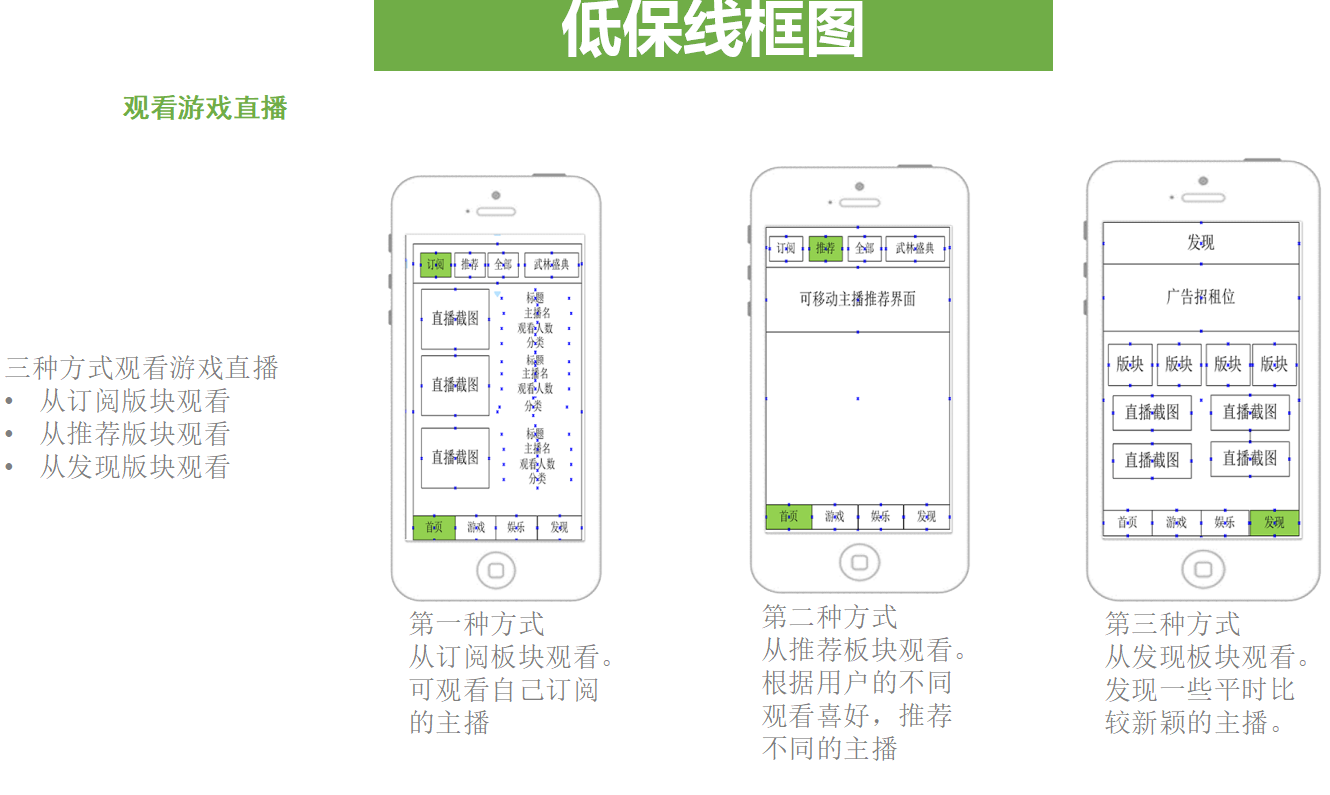 低保线框图
观看游戏直播
三种方式观看游戏直播
• 从订阅版块观看
• 从推荐版块观看
• 从发现版块观看
订阅 推荐 全部 武林盛典
直播截图
标题
主播名
观看人数
分类
直播截图
标题
主播名
观看人数
分类
直播截图
标题
主播名
观看人数
分类
首页 游戏 娱乐 发现
第一种方式
从订阅板块观看。
可观看自己订阅
的主播
订阅 推荐 全部 武林盛典
可移动主播推荐界面
首页 游戏 娱乐 发现
第二种方式
从推荐板块观看。
根据用户的不同
观看喜好，推荐
不同的主播
发现
广告招租位
版块 版块 版块 版块
直播截图 直播截图
直播截图 直播截图
首页 游戏 娱乐 发现
第三种方式
从发现板块观看。
发现一些平时比
较新颖的主播。